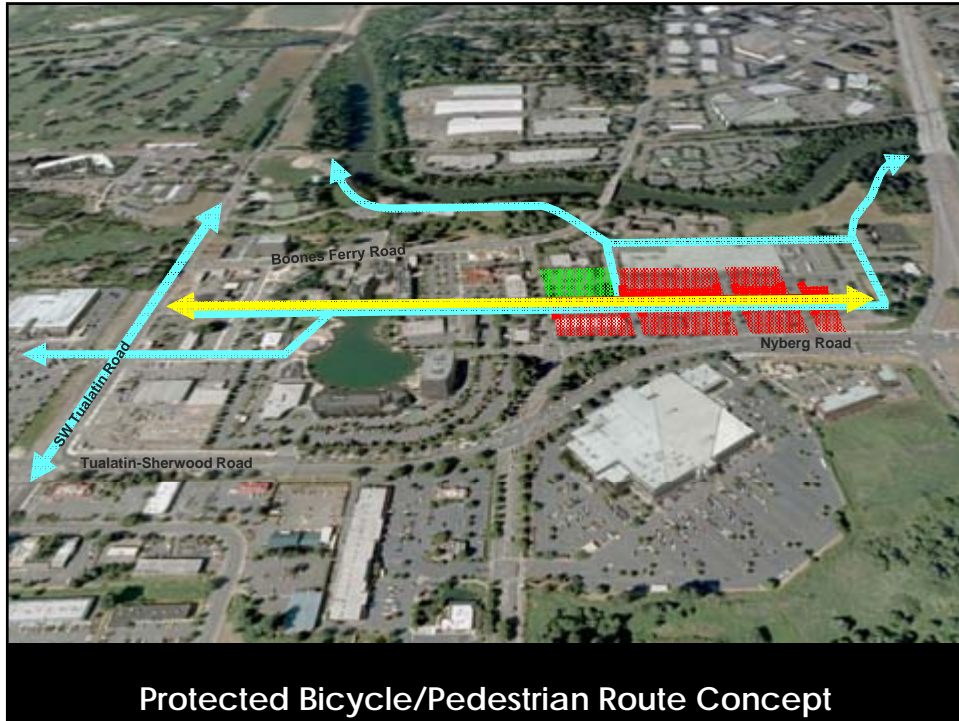 Boones Ferry Road
Nyberg Road
SW Tualatin Road
Tualatin-Sherwood Road
Protected Bicycle/Pedestrian Route Concept